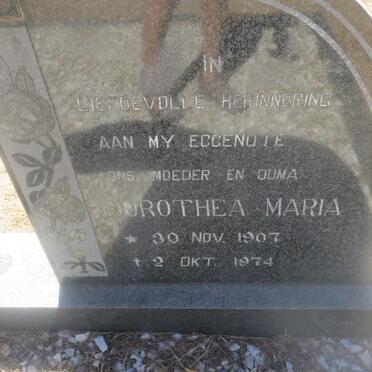 IN
LIEFDEVOLLE HERINNERING
AAN MY EGGENOTE
ONS MOEDER EN OUMA
DOROTHEA MARIA
* 30 NOV. 1907
† 2 OKT. 1974